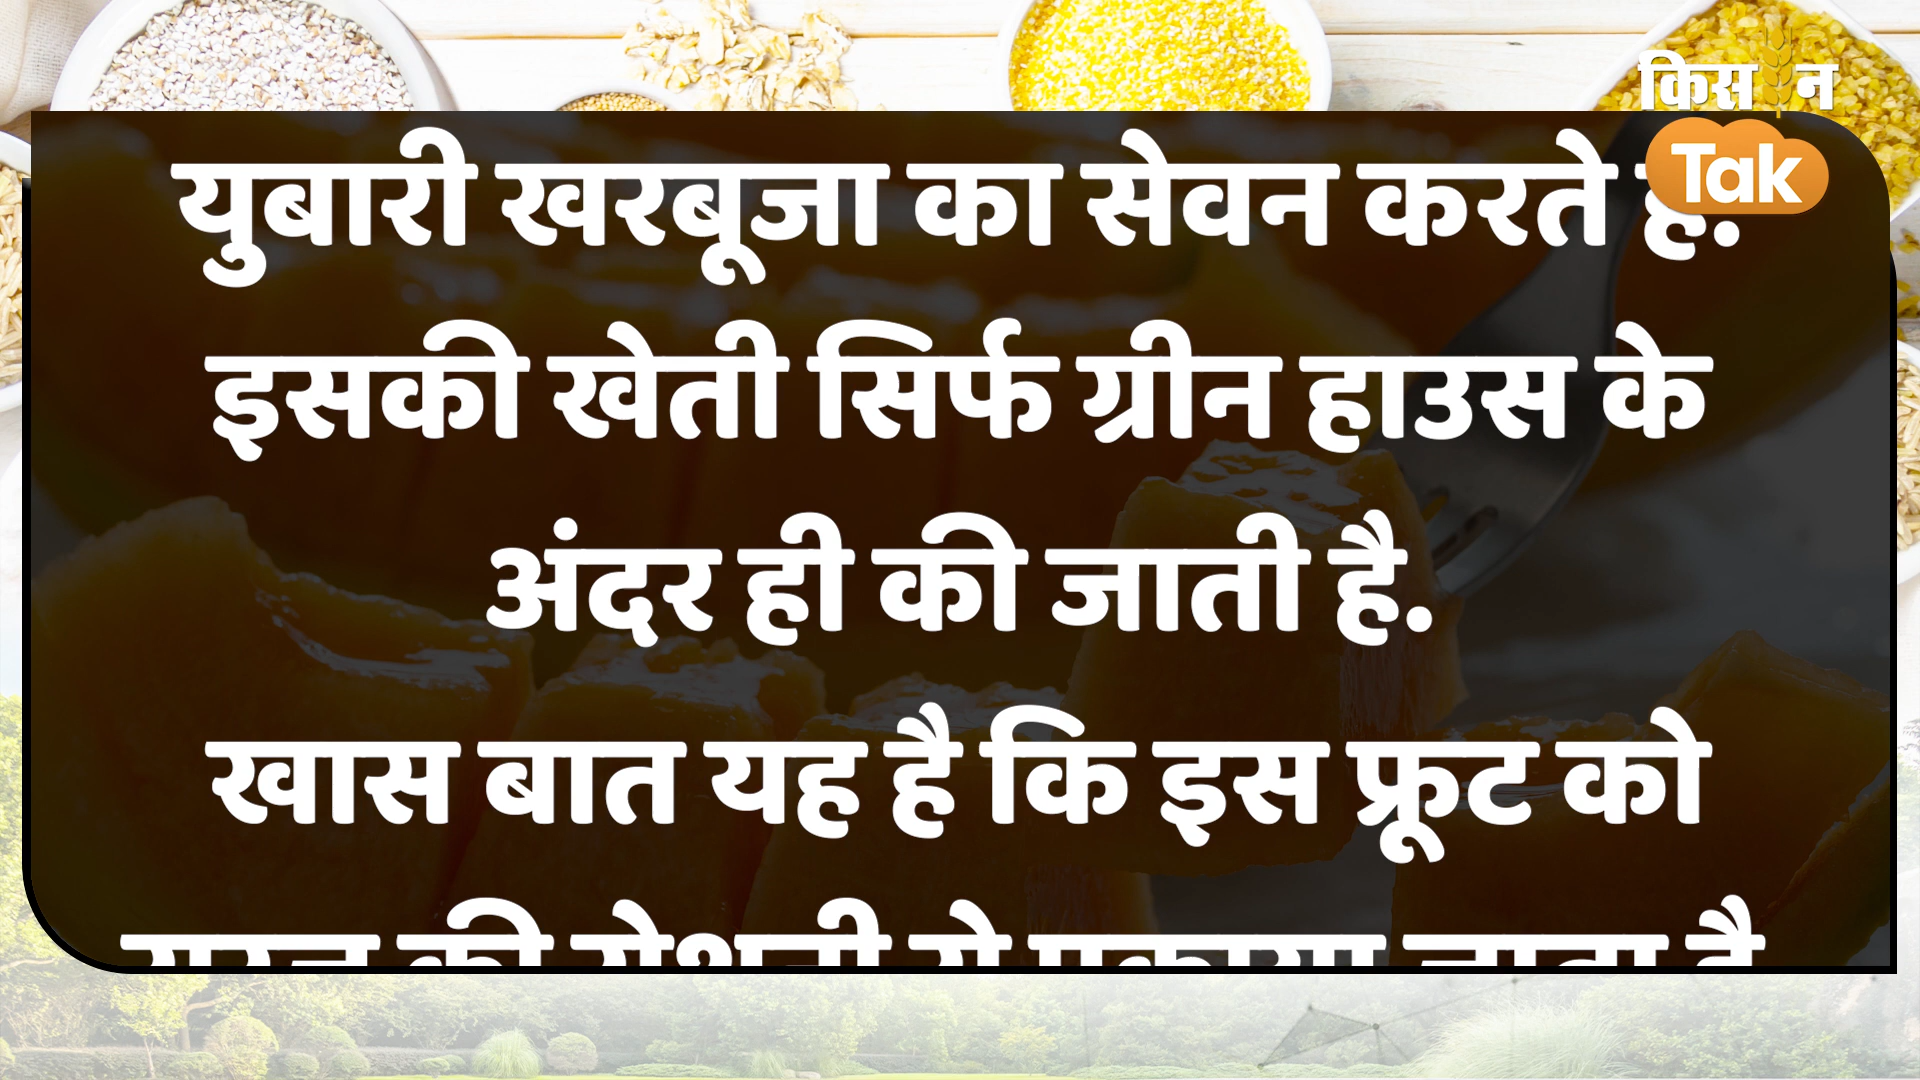 किसान
Tak
युबारी खरबूजा का सेवन करते
इसकी खेती सिर्फ ग्रीन हाउस के
अंदर ही की जाती है.
खास बात यह है कि इस फ्रूट को